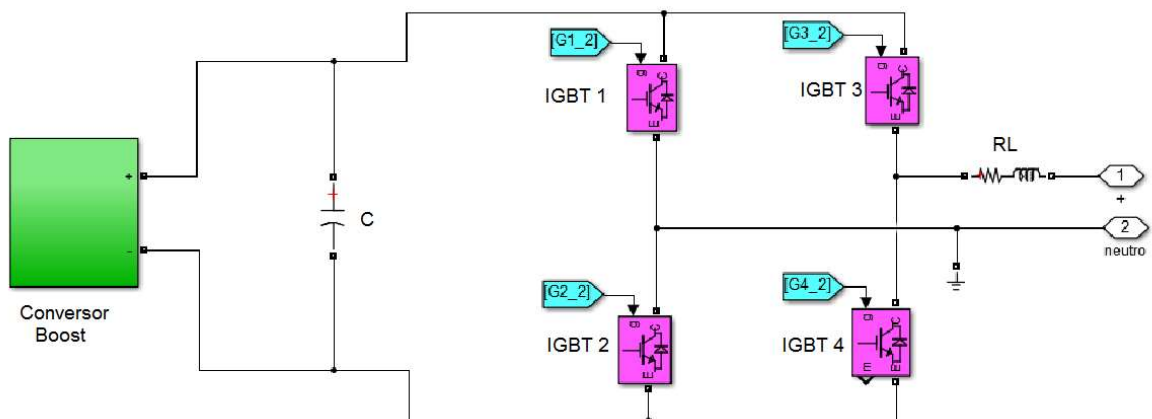 [G1_2]
[G3_2]
g
C
E
IGBT 1
g
C
E
IGBT 3
RL
+
-
+
C
1
+
2
neutro
[G2_2]
[G4_2]
g
C
E
IGBT 2
g
C
m
E
IGBT 4
Conversor
Boost